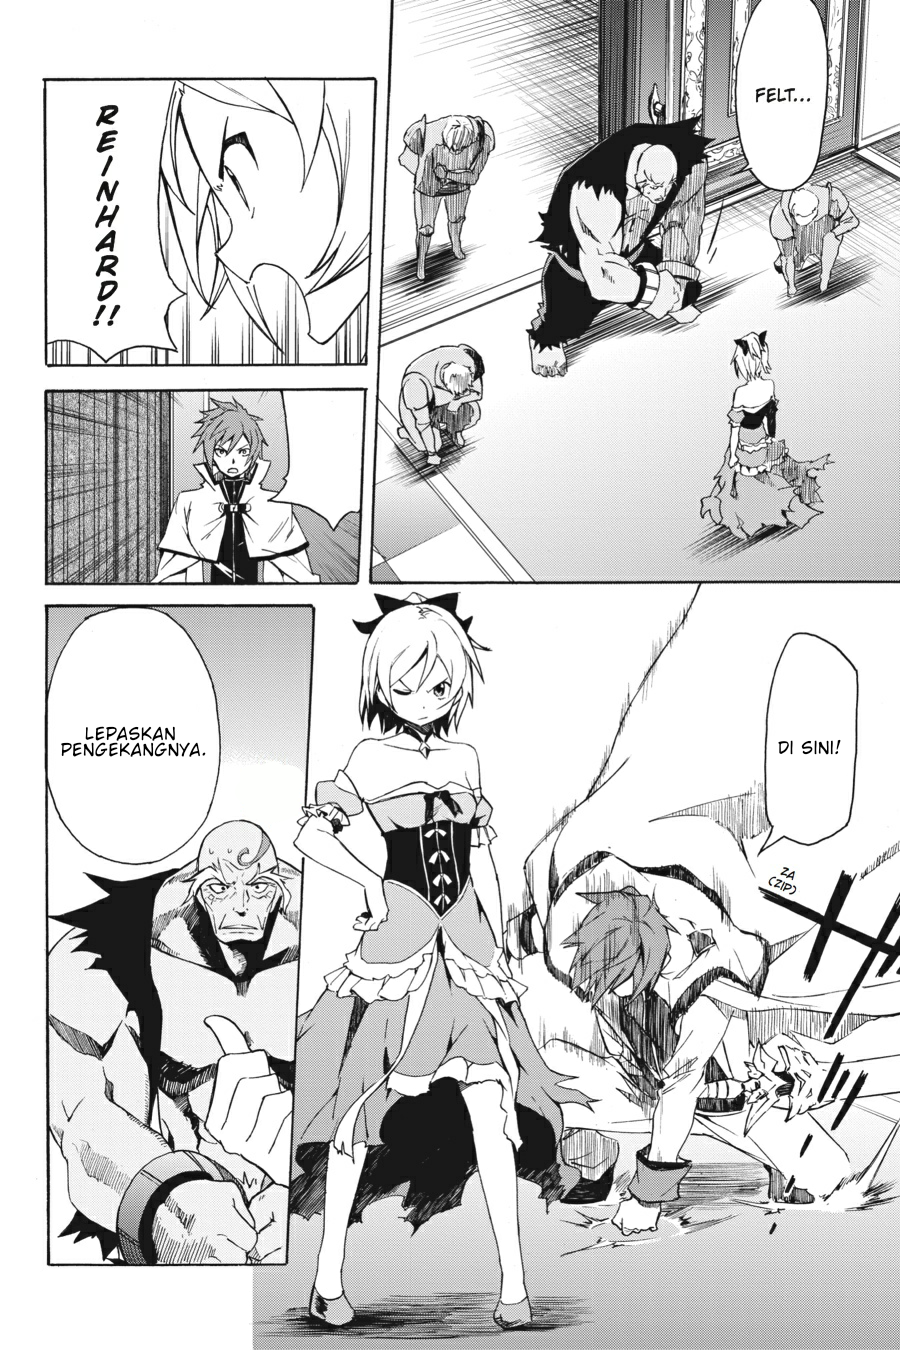 FELT...
REINHARD!!
DI SINI!
ZA
(ZIP)
LEPASKAN
PENGEKANGNYA.